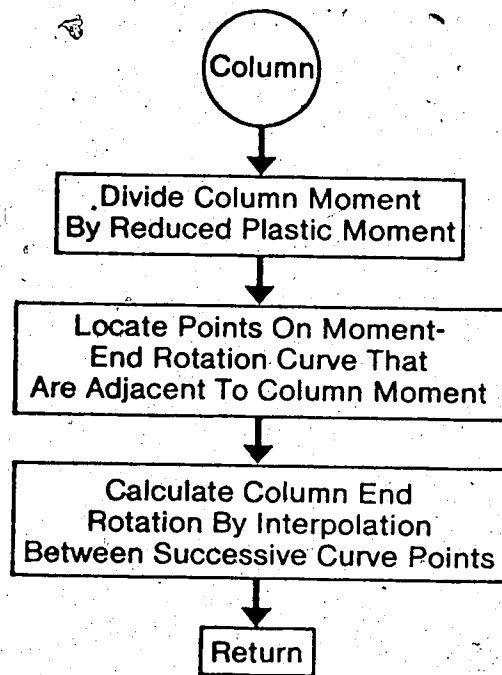 Column
Divide Column Moment
By Reduced Plastic Moment
Locate Points On Moment-
End Rotation Curve That
Are Adjacent To Column Moment
Calculate Column End
Rotation By Interpolation
Between Successive Curve Points
Return